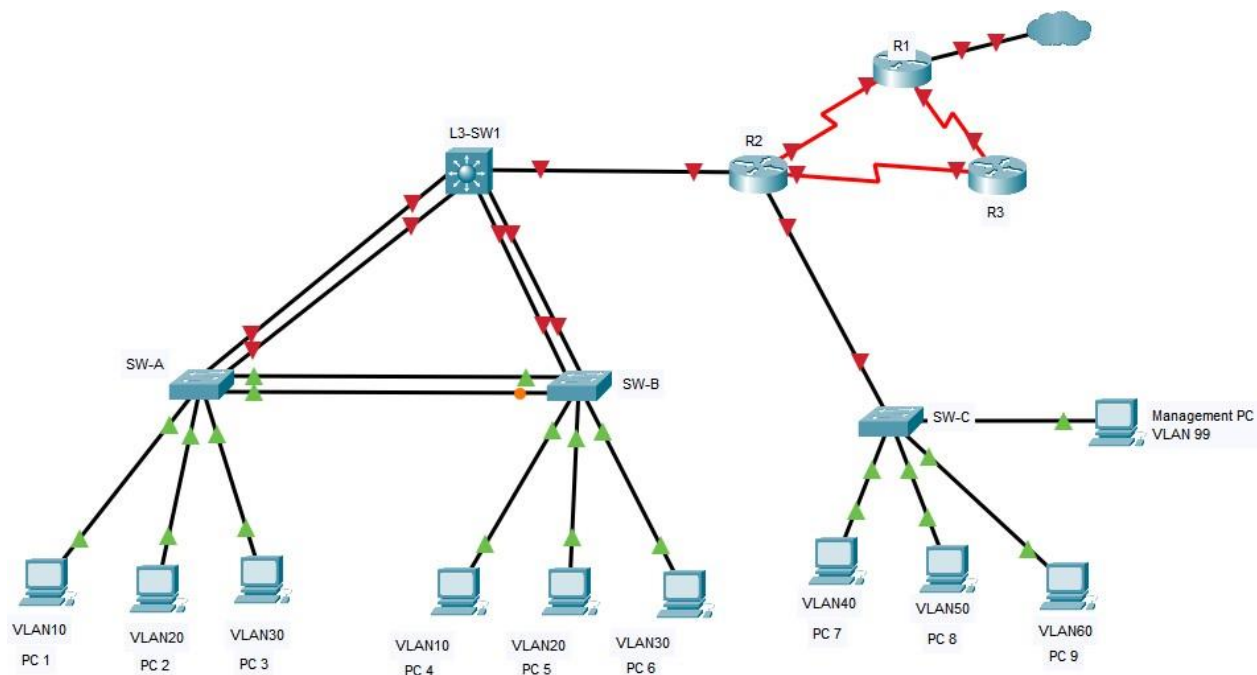 R1
L3-SW1
R2
R3
SW-A
SW-B
SW-C
Management PC
VLAN 99
VLAN10
PC 1
VLAN20
PC 2
VLAN30
PC 3
VLAN10
PC 4
VLAN20
PC 5
VLAN30
PC 6
VLAN40
PC 7
VLAN50
PC 8
VLAN60
PC 9